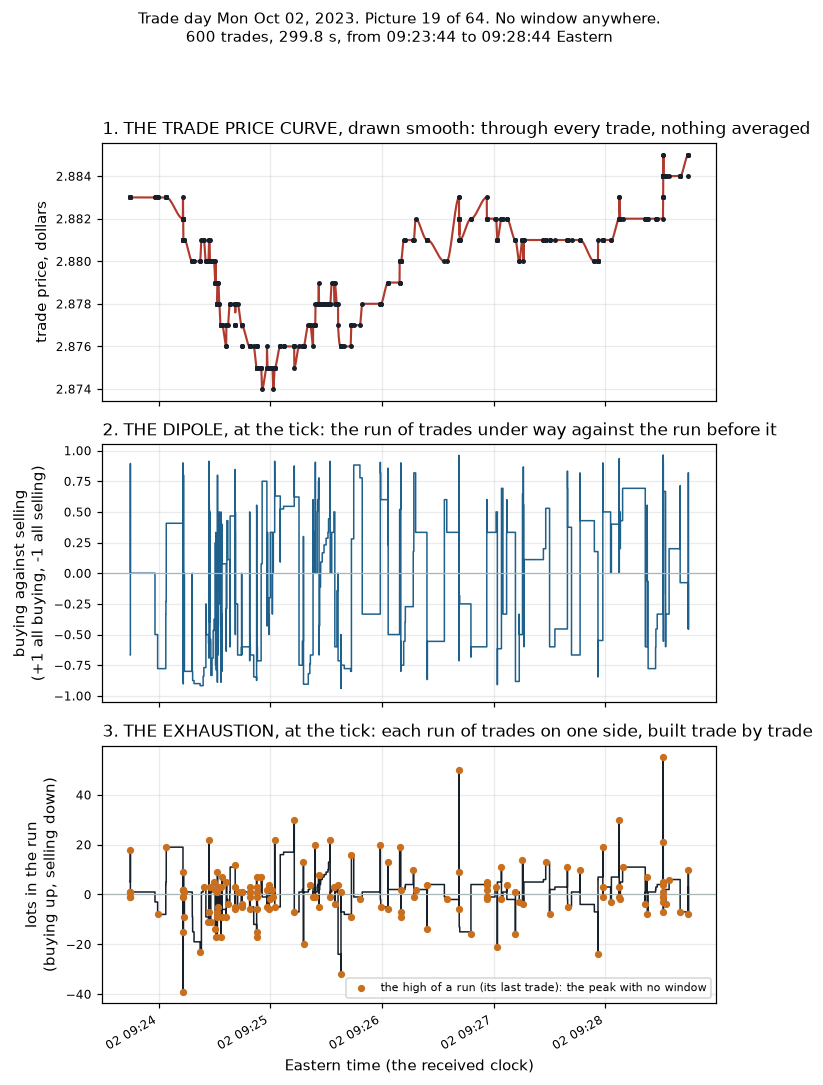 Trade day Mon Oct 02, 2023. Picture 19 of 64. No window anywhere.
600 trades, 299.8 s, from 09:23:44 to 09:28:44 Eastern
1. THE TRADE PRICE CURVE, drawn smooth: through every trade, nothing averaged
trade price, dollars
2.884
2.882
2.880
2.878
2.876
2.874
2. THE DIPOLE, at the tick: the run of trades under way against the run before it
buying against selling
(+1 all buying, -1 all selling)
1.00
0.75
0.50
0.25
0.00
−0.25
−0.50
−0.75
−1.00
3. THE EXHAUSTION, at the tick: each run of trades on one side, built trade by trade
lots in the run
(buying up, selling down)
40
20
0
−20
−40
the high of a run (its last trade): the peak with no window
02 09:24
02 09:25
02 09:26
02 09:27
02 09:28
Eastern time (the received clock)